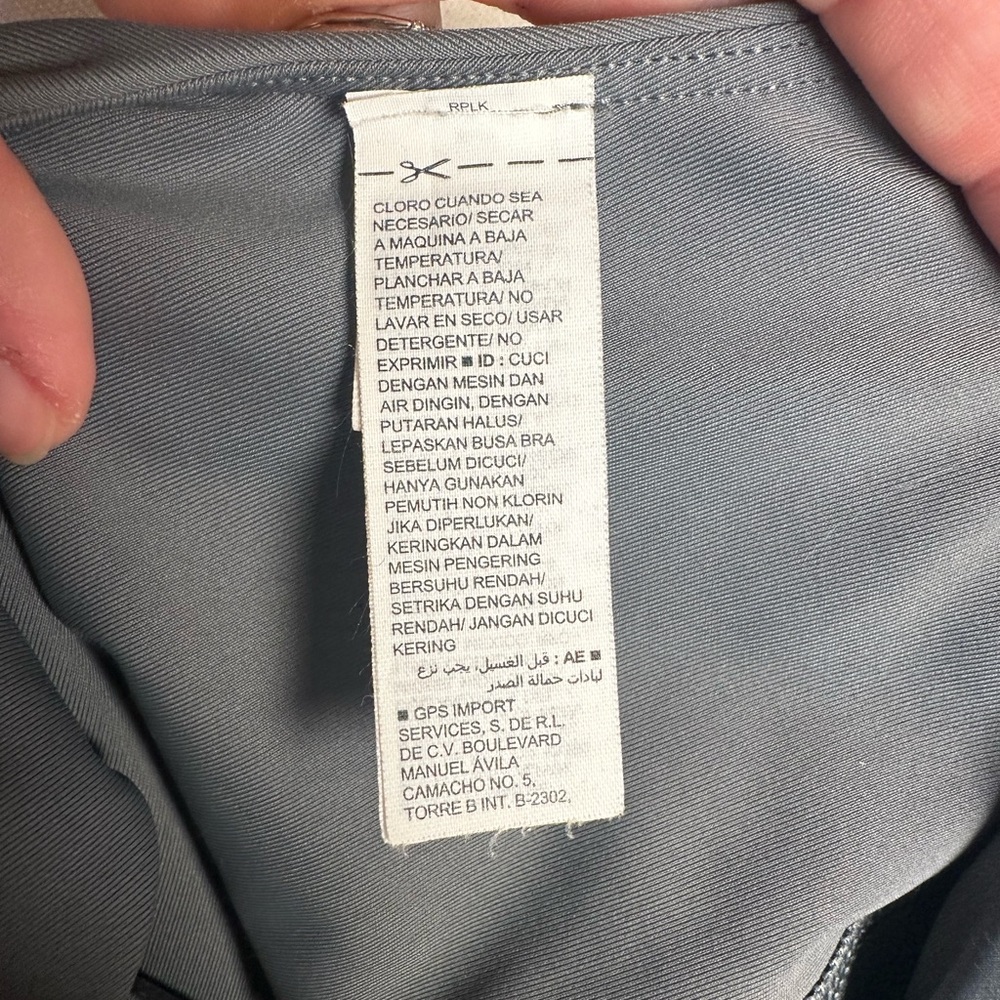 RPLK
CLORO CUANDO SEA
NECESARIO/ SECAR
A MAQUINA A BAJA
TEMPERATURA/
PLANCHAR A BAJA
TEMPERATURA/ NO
LAVAR EN SECO/ USAR
DETERGENTE/ NO
EXPRIMIR ■ ID : CUCI
DENGAN MESIN DAN
AIR DINGIN, DENGAN
PUTARAN HALUS/
LEPASKAN BUSA BRA
SEBELUM DICUCI/
HANYA GUNAKAN
PEMUTIH NON KLORIN
JIKA DIPERLUKAN/
KERINGKAN DALAM
MESIN PENGERING
BERSUHU RENDAH/
SETRIKA DENGAN SUHU
RENDAH/ JANGAN DICUCI
KERING
■ AE : قبل الغسيل، يجب نزع
لبادات حمالة الصدر
■ GPS IMPORT
SERVICES, S. DE R.L.
DE C.V. BOULEVARD
MANUEL ÁVILA
CAMACHO NO. 5,
TORRE B INT. B-2302,